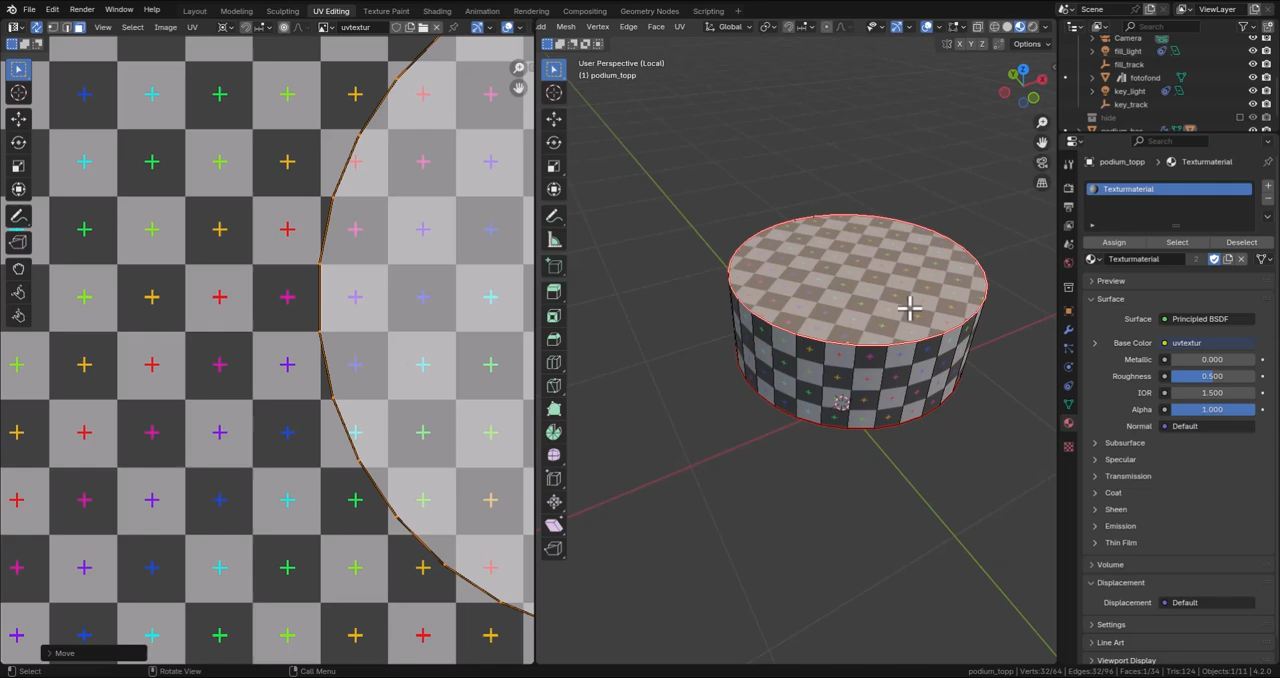 File Edit Render Window Help
Layout Modeling Sculpting UV Editing Texture Paint Shading Animation Rendering Compositing Geometry Nodes Scripting
Scene ViewLayer
Select Image UV uvtextur
Mesh Vertex Edge Face UV Global
Search
Options
User Perspective (Local)
(1) podium_topp
X Y Z
Camera
fill_light
fill_track
fotofond
key_light
key_track
hide
Search
podium_topp Texturmaterial
Texturmaterial
Assign Select Deselect
Texturmaterial 2
Preview
Surface
Surface Principled BSDF
Base Color uvtextur
Metallic 0.000
Roughness 0.500
IOR 1.500
Alpha 1.000
Normal Default
Subsurface
Specular
Transmission
Coat
Sheen
Emission
Thin Film
Volume
Displacement
Displacement Default
Settings
Line Art
Viewport Display
Move
Select Rotate View Call Menu
podium_topp | Verts:32/64 | Edges:32/96 | Faces:1/34 | Tris:124 | Objects:1/11 | 4.2.0